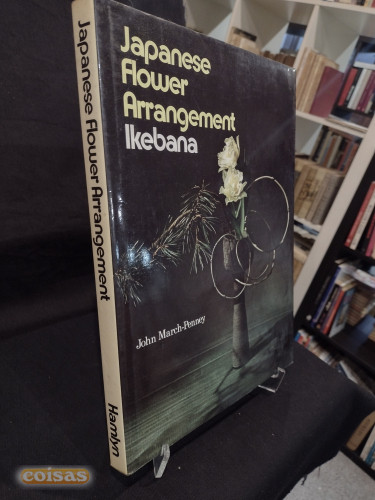 Japanese
Flower
Arrangement
Ikebana
John March-Penney
Japanese Flower Arrangement
Hamlyn
coisas